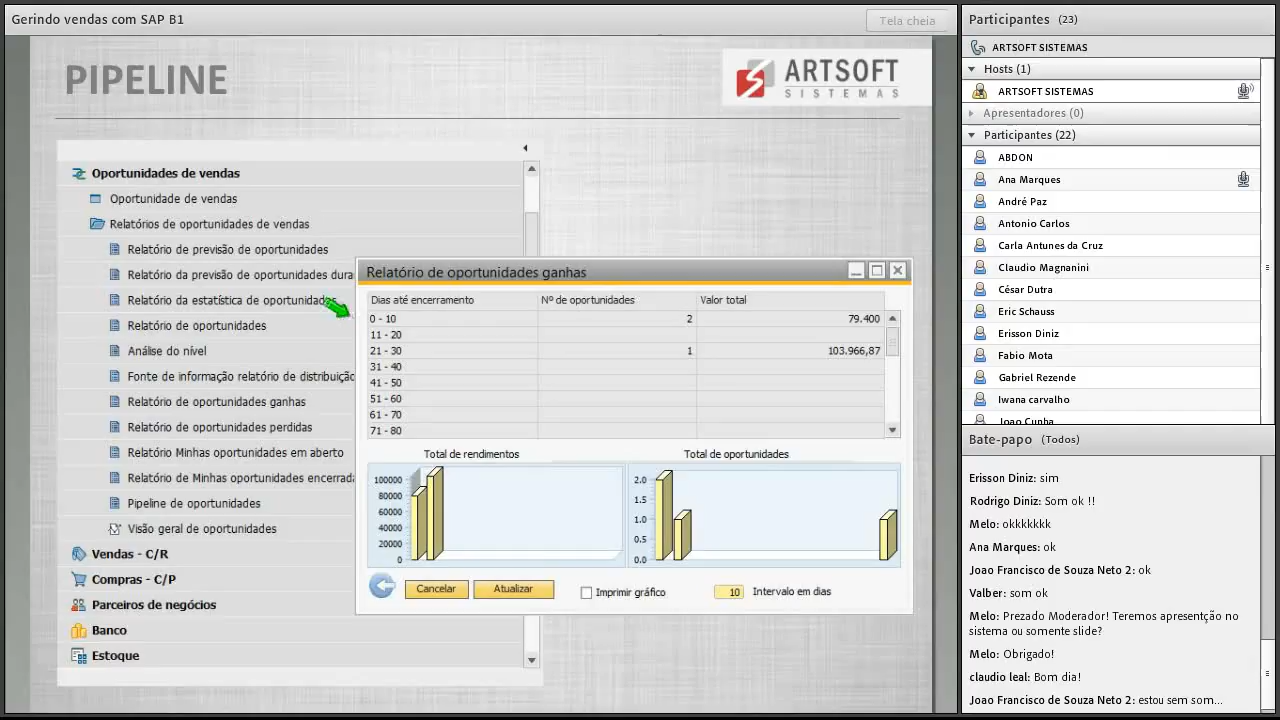 Gerindo vendas com SAP B1
Tela cheia
PIPELINE
ARTSOFT
SISTEMAS
Oportunidades de vendas
Oportunidade de vendas
Relatórios de oportunidades de vendas
Relatório de previsão de oportunidades
Relatório da previsão de oportunidades dura
Relatório da estatística de oportunidades
Relatório de oportunidades
Análise do nível
Fonte de informação relatório de distribuição
Relatório de oportunidades ganhas
Relatório de oportunidades perdidas
Relatório Minhas oportunidades em aberto
Relatório de Minhas oportunidades encerrada
Pipeline de oportunidades
Visão geral de oportunidades
Vendas - C/R
Compras - C/P
Parceiros de negócios
Banco
Estoque
Relatório de oportunidades ganhas
Dias até encerramento Nº de oportunidades Valor total
0 - 10 2 79.400
11 - 20
21 - 30 1 103.966,87
31 - 40
41 - 50
51 - 60
61 - 70
71 - 80
Total de rendimentos
100000
80000
60000
40000
20000
0
Total de oportunidades
2.0
1.5
1.0
0.5
0.0
Cancelar Atualizar Imprimir gráfico 10 Intervalo em dias
Participantes (23)
ARTSOFT SISTEMAS
Hosts (1)
ARTSOFT SISTEMAS
Apresentadores (0)
Participantes (22)
ABDON
Ana Marques
André Paz
Antonio Carlos
Carla Antunes da Cruz
Claudio Magnanini
César Dutra
Eric Schauss
Erisson Diniz
Fabio Mota
Gabriel Rezende
Iwana carvalho
Joao Cunha
Bate-papo (Todos)
Erisson Diniz: sim
Rodrigo Diniz: Som ok !!
Melo: okkkkkkk
Ana Marques: ok
Joao Francisco de Souza Neto 2: ok
Valber: som ok
Melo: Prezado Moderador! Teremos apresentção no
sistema ou somente slide?
Melo: Obrigado!
claudio leal: Bom dia!
Joao Francisco de Souza Neto 2: estou sem som...